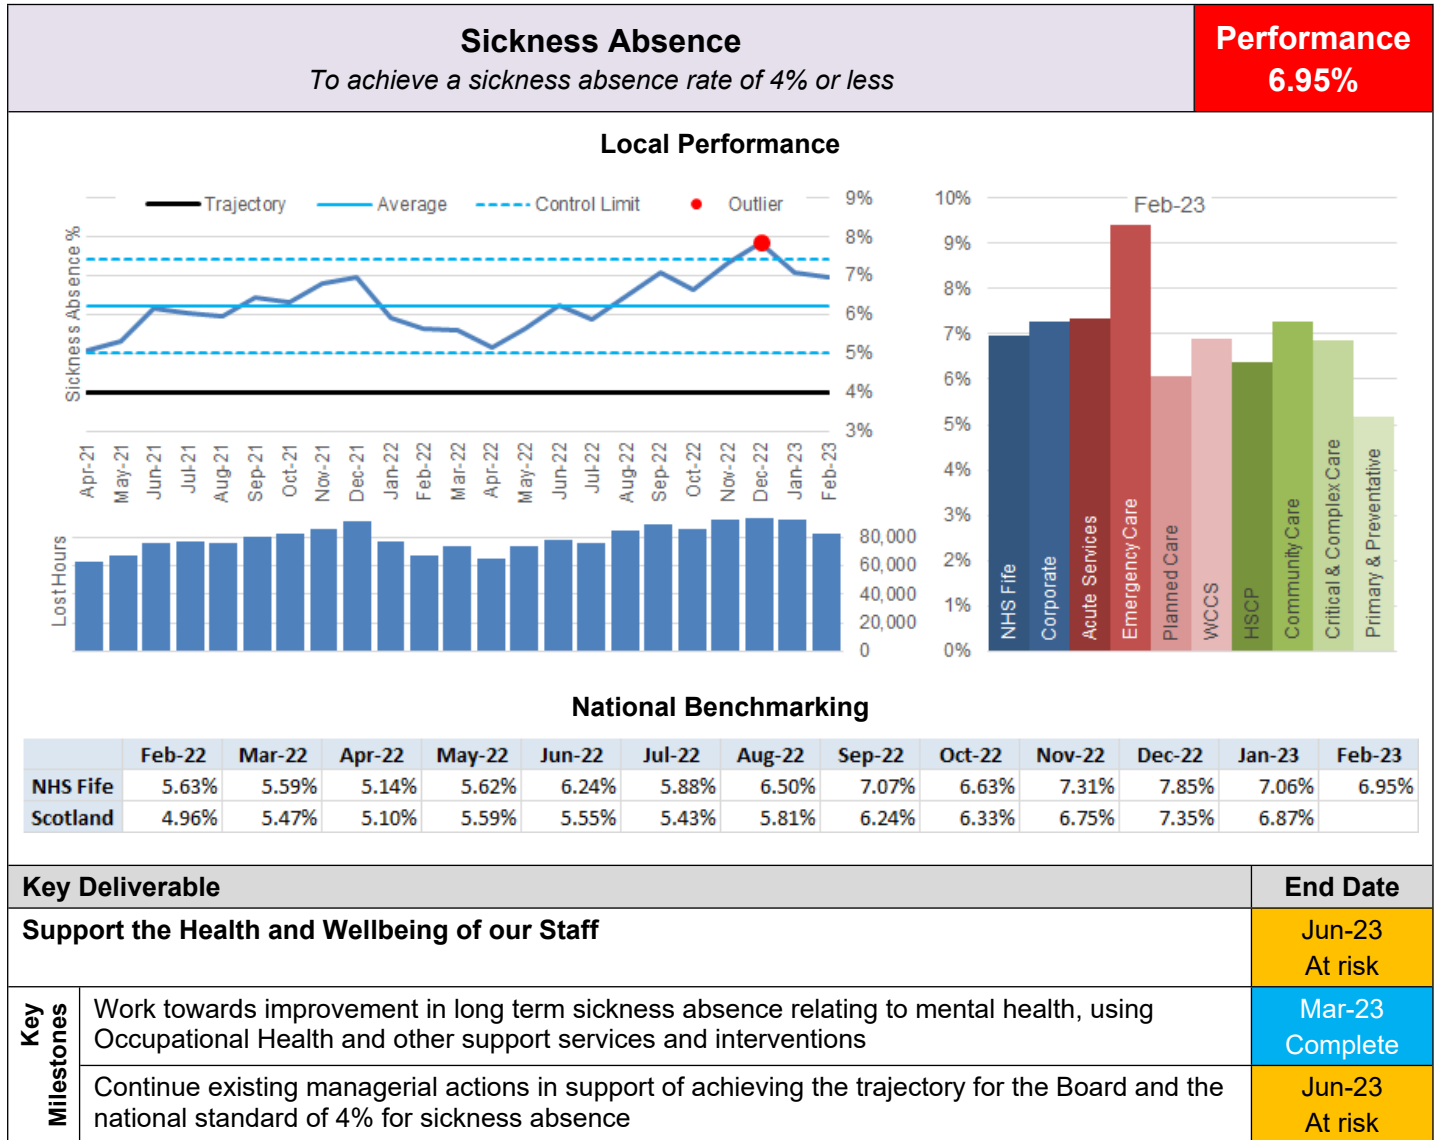 Sickness Absence
To achieve a sickness absence rate of 4% or less
Performance
6.95%
Local Performance
Trajectory Average Control Limit Outlier
Sickness Absence %
9%
8%
7%
6%
5%
4%
3%
Apr-21 May-21 Jun-21 Jul-21 Aug-21 Sep-21 Oct-21 Nov-21 Dec-21 Jan-22 Feb-22 Mar-22 Apr-22 May-22 Jun-22 Jul-22 Aug-22 Sep-22 Oct-22 Nov-22 Dec-22 Jan-23 Feb-23
Lost Hours
80,000
60,000
40,000
20,000
0
Feb-23
10%
9%
8%
7%
6%
5%
4%
3%
2%
1%
0%
NHS Fife
Corporate
Acute Services
Emergency Care
Planned Care
WCCS
HSCP
Community Care
Critical & Complex Care
Primary & Preventative
National Benchmarking
Feb-22 Mar-22 Apr-22 May-22 Jun-22 Jul-22 Aug-22 Sep-22 Oct-22 Nov-22 Dec-22 Jan-23 Feb-23
NHS Fife 5.63% 5.59% 5.14% 5.62% 6.24% 5.88% 6.50% 7.07% 6.63% 7.31% 7.85% 7.06% 6.95%
Scotland 4.96% 5.47% 5.10% 5.59% 5.55% 5.43% 5.81% 6.24% 6.33% 6.75% 7.35% 6.87%
Key Deliverable End Date
Support the Health and Wellbeing of our Staff
Jun-23
At risk
Key
Milestones
Work towards improvement in long term sickness absence relating to mental health, using
Occupational Health and other support services and interventions
Mar-23
Complete
Continue existing managerial actions in support of achieving the trajectory for the Board and the
national standard of 4% for sickness absence
Jun-23
At risk